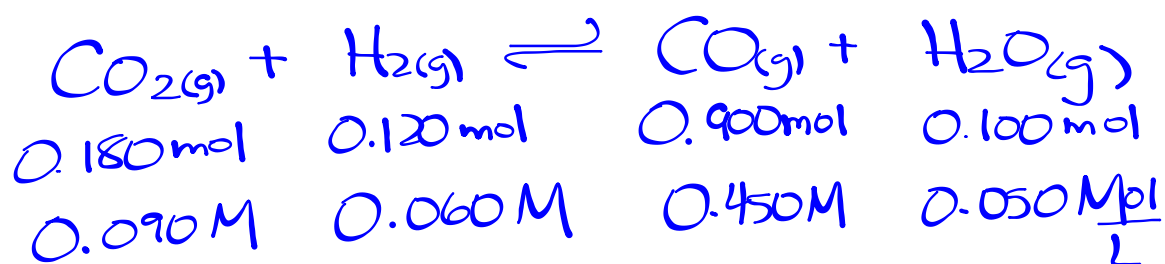 CO₂(g) + H₂(g) ⇌ CO(g) + H₂O(g)
0.180 mol 0.120 mol 0.900 mol 0.100 mol
0.090 M 0.060 M 0.450 M 0.050 Mol/L